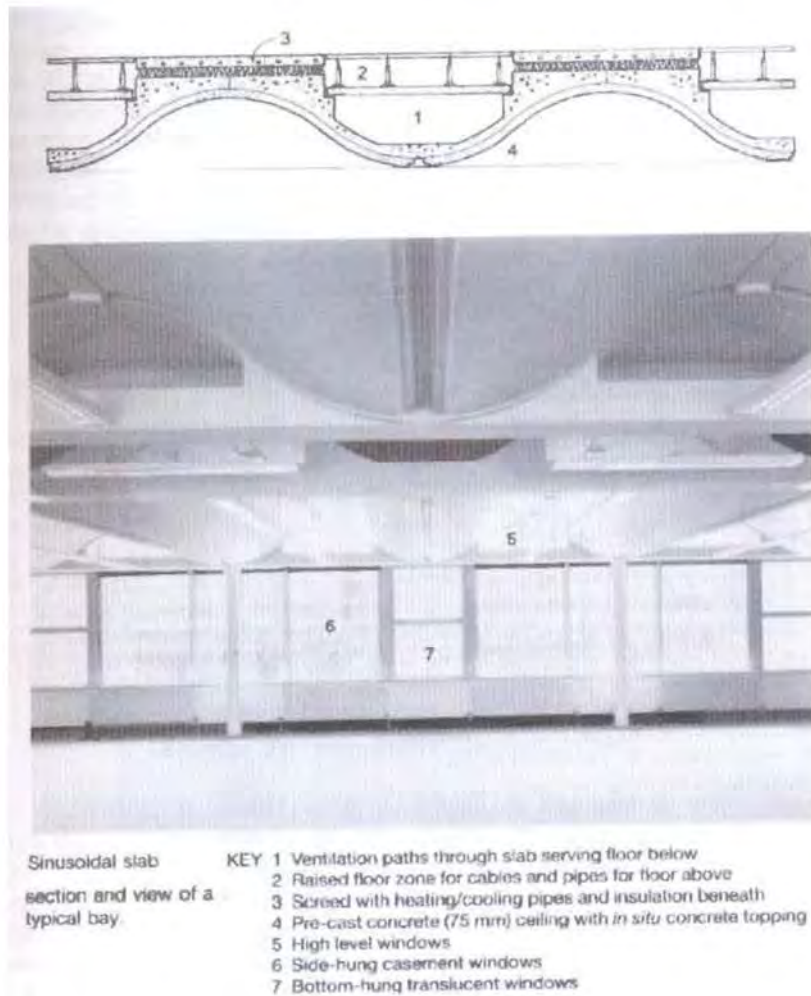 3
2
1
4
5
6
7
Sinusoidal slab
section and view of a
typical bay.
KEY 1 Ventilation paths through slab serving floor below
2 Raised floor zone for cables and pipes for floor above
3 Screed with heating/cooling pipes and insulation beneath
4 Pre-cast concrete (75 mm) ceiling with in situ concrete topping
5 High level windows
6 Side-hung casement windows
7 Bottom-hung translucent windows